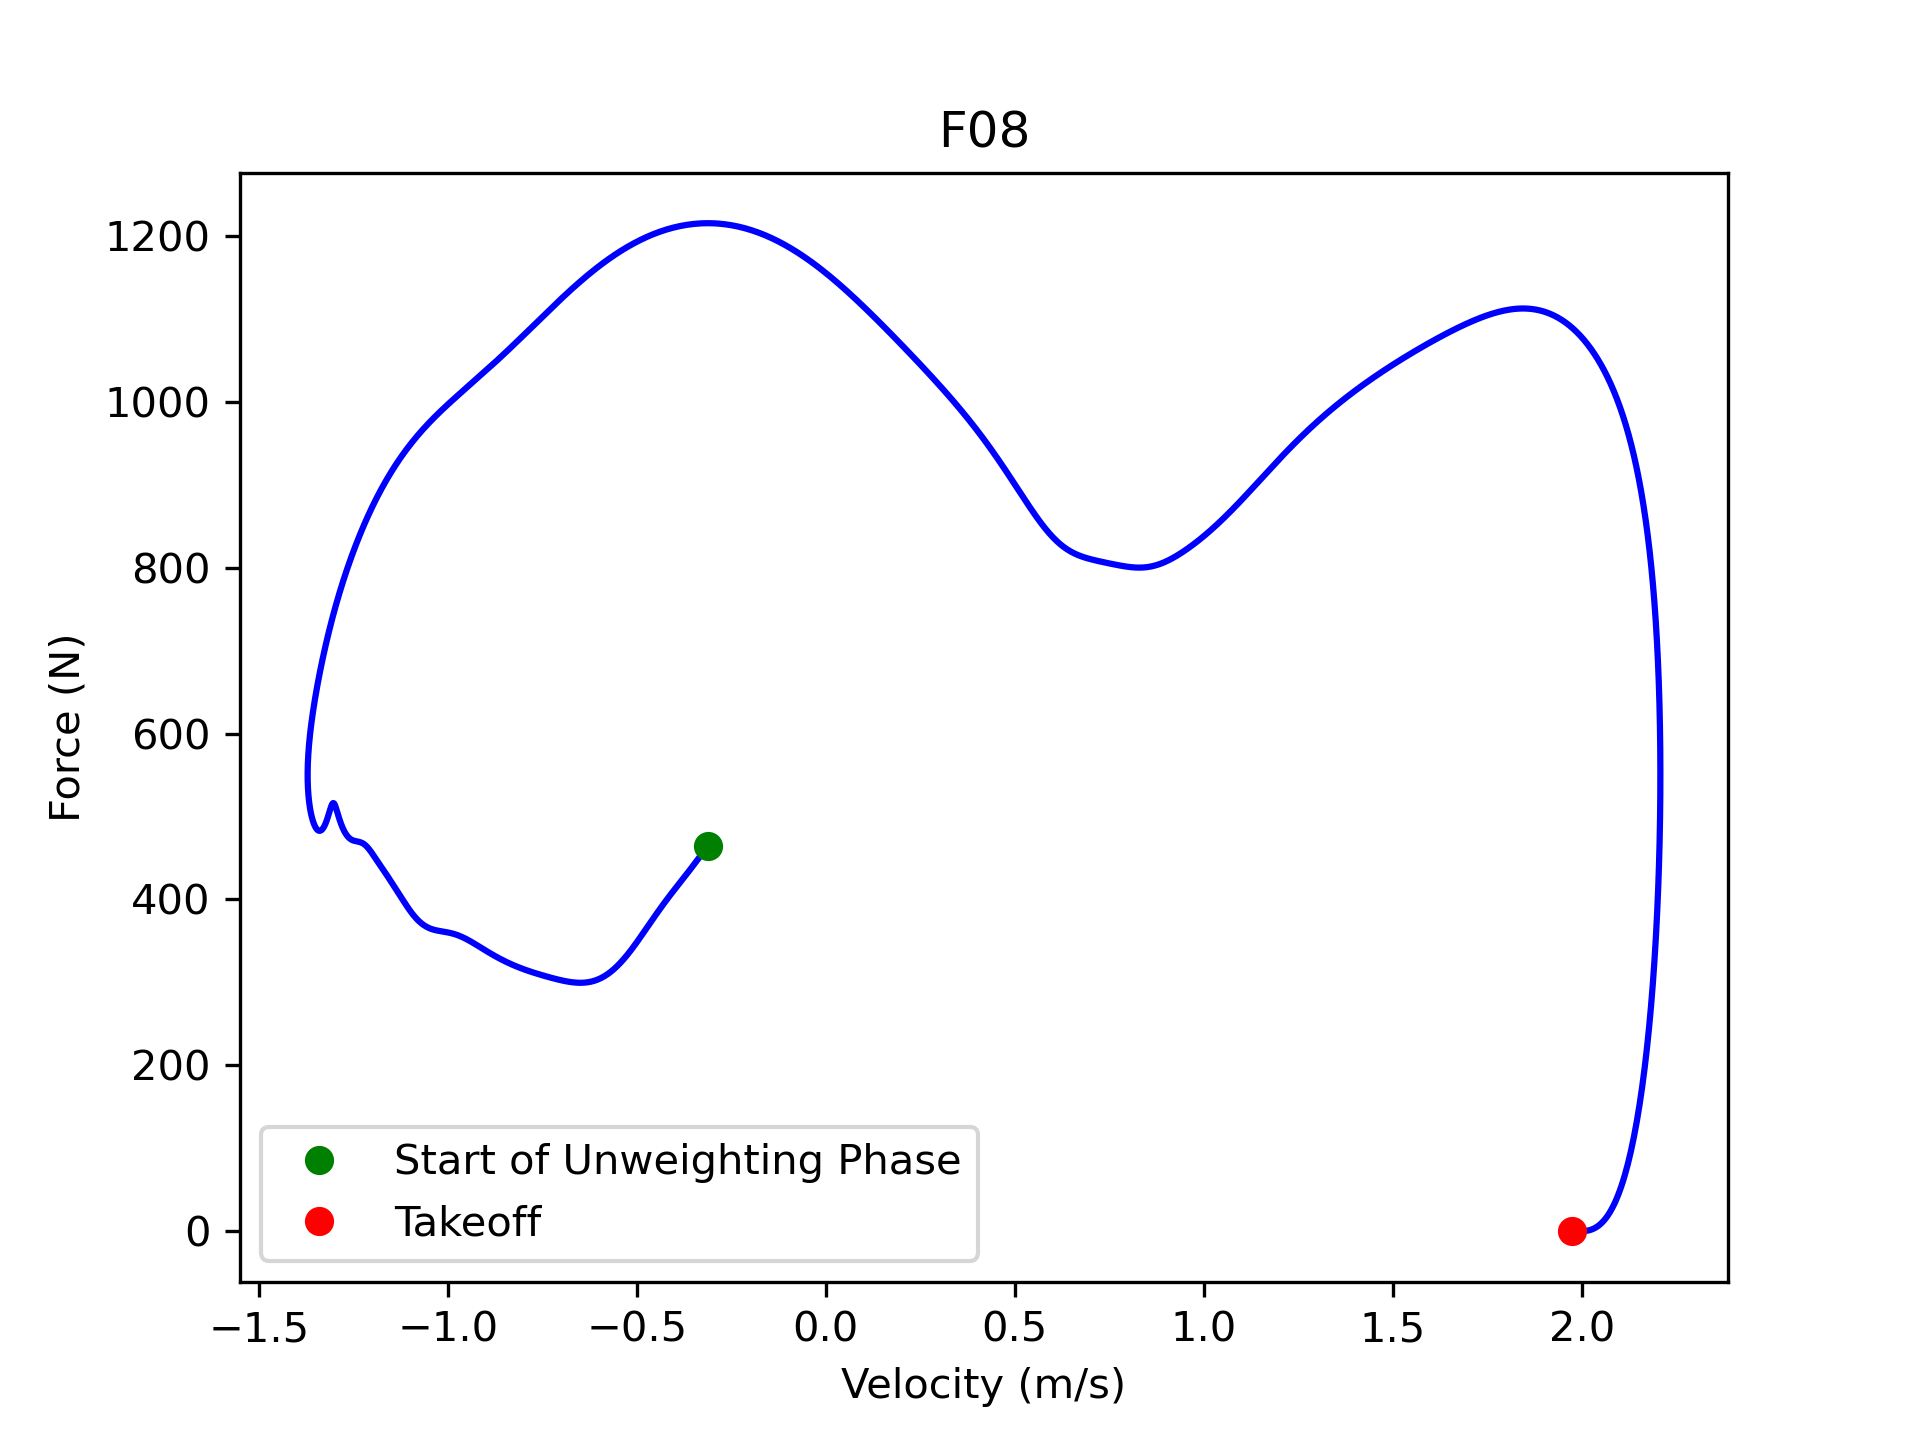 F08
1200
1000
800
600
400
200
0
Force (N)
Start of Unweighting Phase
Takeoff
−1.5 −1.0 −0.5 0.0 0.5 1.0 1.5 2.0
Velocity (m/s)